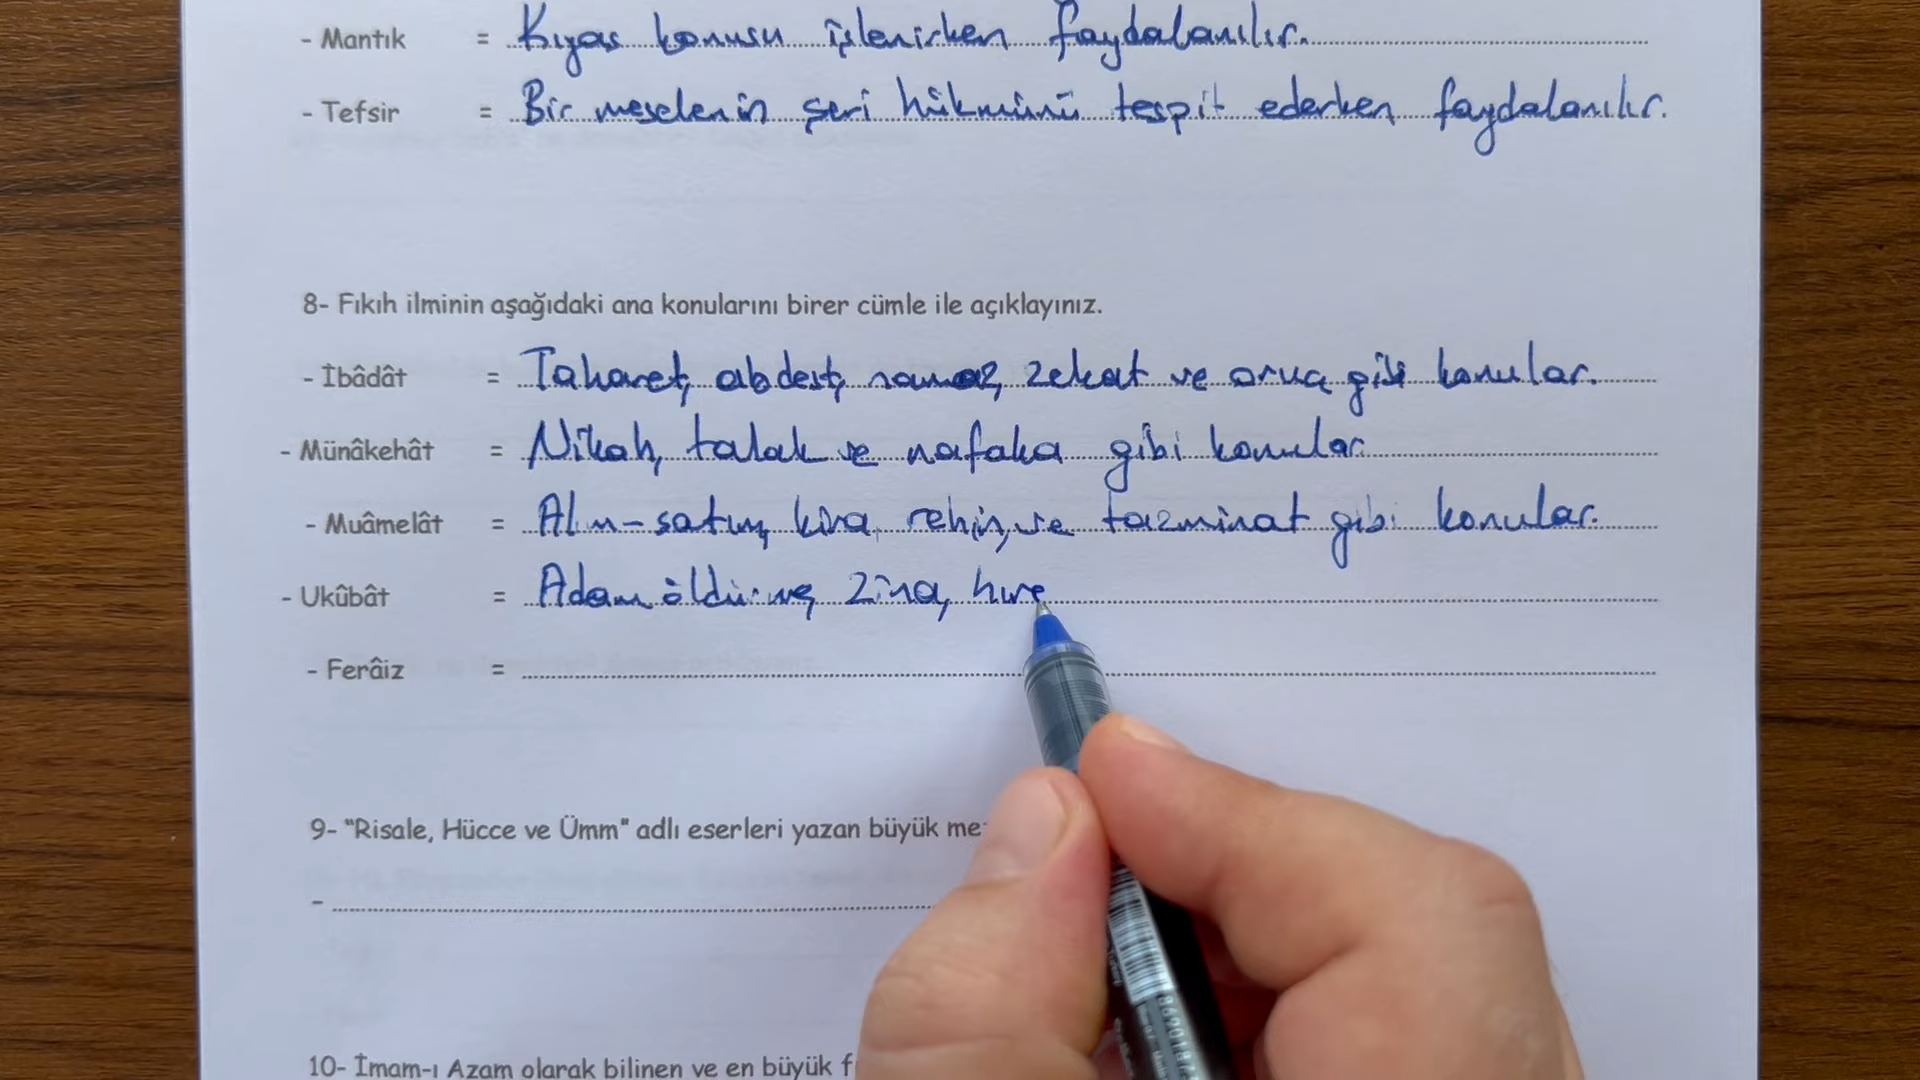 - Mantık = Kıyas konusu işlenirken faydalanılır.
- Tefsir = Bir meselenin şeri hükmünü tespit ederken faydalanılır.
8- Fıkıh ilminin aşağıdaki ana konularını birer cümle ile açıklayınız.
- İbâdât = Taharet, abdest, namaz, zekat ve oruç gibi konular.
- Münâkehât = Nikah, talak ve nafaka gibi konular.
- Muâmelât = Alım-satım, kira, rehin, ve tazminat gibi konular.
- Ukûbât = Adam öldürme, zina, hırs
- Ferâiz =
9- "Risale, Hücce ve Ümm" adlı eserleri yazan büyük me
-
10- İmam-ı Azam olarak bilinen ve en büyük f